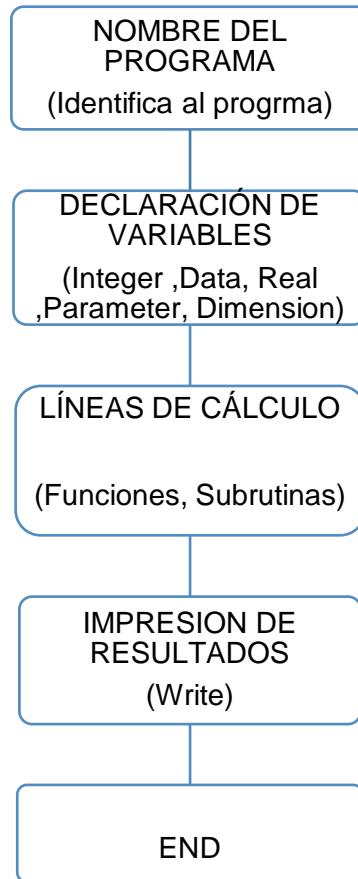 NOMBRE DEL
PROGRAMA
(Identifica al progrma)
DECLARACIÓN DE
VARIABLES
(Integer ,Data, Real
,Parameter, Dimension)
LÍNEAS DE CÁLCULO
(Funciones, Subrutinas)
IMPRESION DE
RESULTADOS
(Write)
END